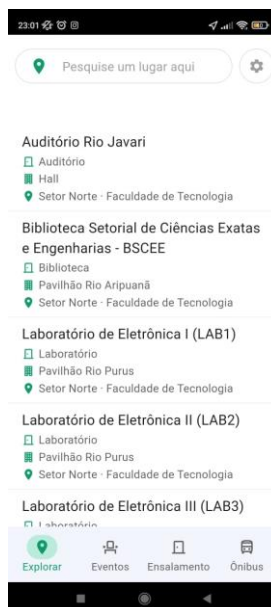 23:01
Pesquise um lugar aqui
Auditório Rio Javari
Auditório
Hall
Setor Norte · Faculdade de Tecnologia
Biblioteca Setorial de Ciências Exatas
e Engenharias - BSCEE
Biblioteca
Pavilhão Rio Aripuanã
Setor Norte · Faculdade de Tecnologia
Laboratório de Eletrônica I (LAB1)
Laboratório
Pavilhão Rio Purus
Setor Norte · Faculdade de Tecnologia
Laboratório de Eletrônica II (LAB2)
Laboratório
Pavilhão Rio Purus
Setor Norte · Faculdade de Tecnologia
Laboratório de Eletrônica III (LAB3)
Laboratório
Explorar Eventos Ensalamento Ônibus